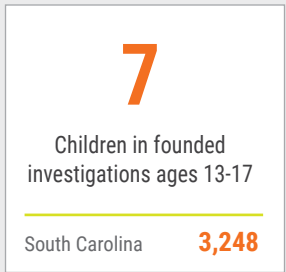 7
Children in founded
investigations ages 13-17
South Carolina 3,248